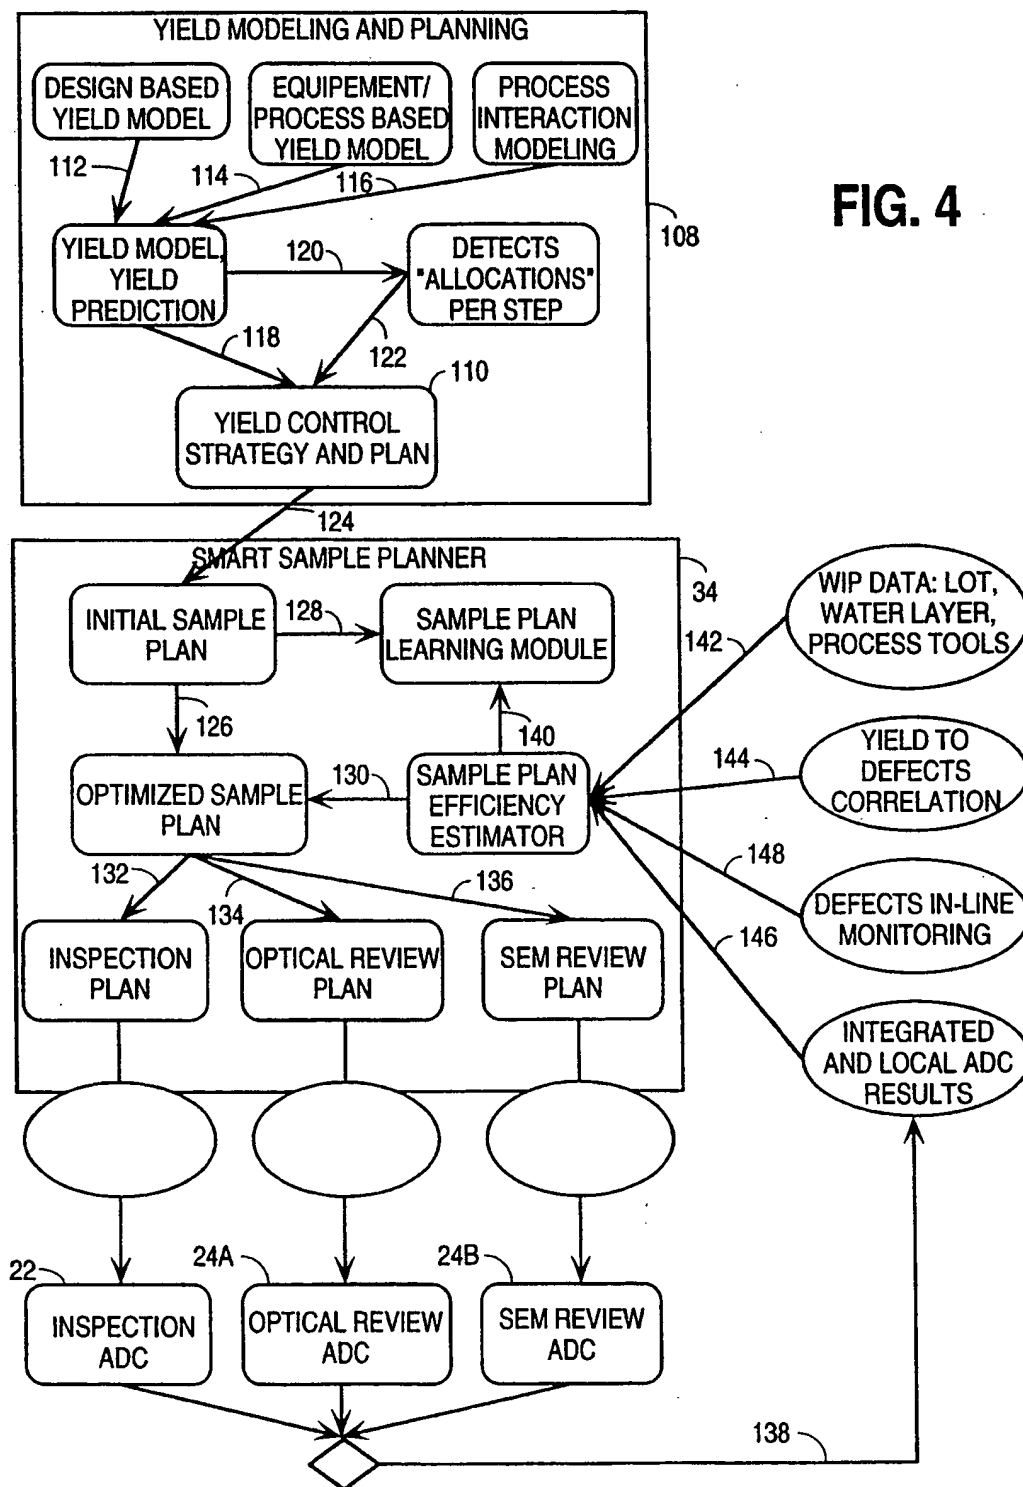 YIELD MODELING AND PLANNING
DESIGN BASED
YIELD MODEL
EQUIPEMENT/
PROCESS BASED
YIELD MODEL
PROCESS
INTERACTION
MODELING
112
114
116
FIG. 4
108
YIELD MODEL,
YIELD
PREDICTION
120
DETECTS
"ALLOCATIONS"
PER STEP
118
122
110
YIELD CONTROL
STRATEGY AND PLAN
124
SMART SAMPLE PLANNER
34
INITIAL SAMPLE
PLAN
128
SAMPLE PLAN
LEARNING MODULE
142
WIP DATA: LOT,
WATER LAYER,
PROCESS TOOLS
126
140
OPTIMIZED SAMPLE
PLAN
130
SAMPLE PLAN
EFFICIENCY
ESTIMATOR
144
YIELD TO
DEFECTS
CORRELATION
132
134
136
148
146
DEFECTS IN-LINE
MONITORING
INSPECTION
PLAN
OPTICAL REVIEW
PLAN
SEM REVIEW
PLAN
INTEGRATED
AND LOCAL ADC
RESULTS
22
24A
24B
INSPECTION
ADC
OPTICAL REVIEW
ADC
SEM REVIEW
ADC
138